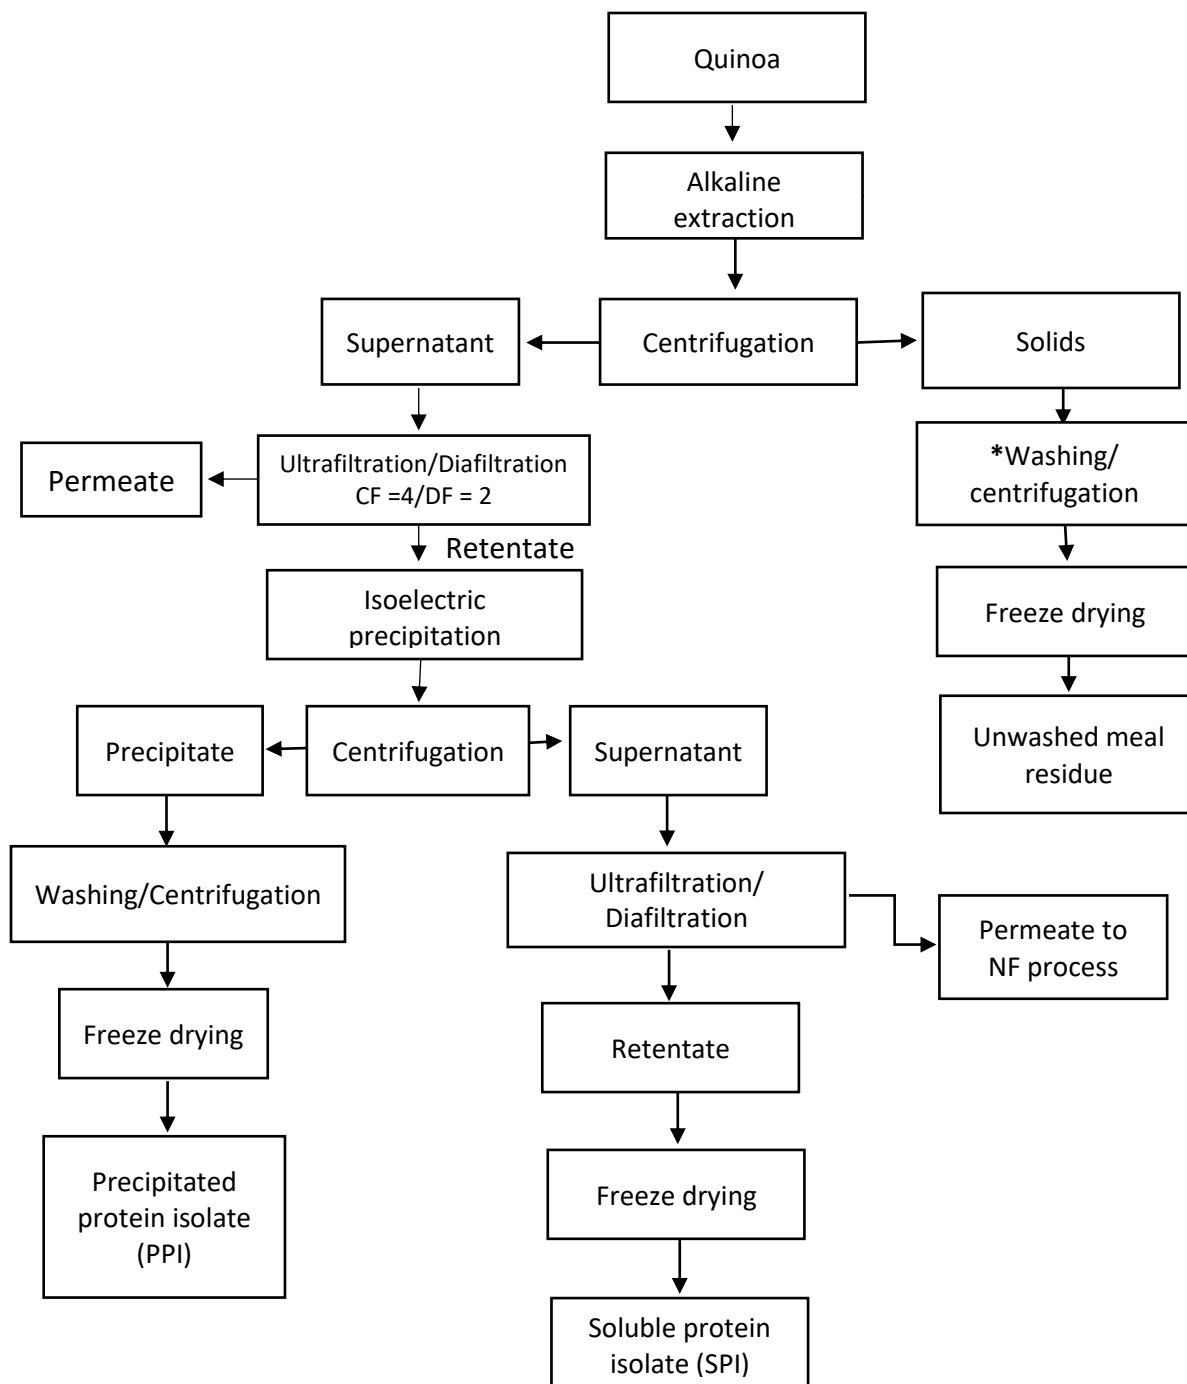 Quinoa
Alkaline
extraction
Supernatant
Centrifugation
Solids
Permeate
Ultrafiltration/Diafiltration
CF =4/DF = 2
*Washing/
centrifugation
Retentate
Isoelectric
precipitation
Freeze drying
Precipitate
Centrifugation
Supernatant
Unwashed meal
residue
Washing/Centrifugation
Ultrafiltration/
Diafiltration
Permeate to
NF process
Freeze drying
Retentate
Precipitated
protein isolate
(PPI)
Freeze drying
Soluble protein
isolate (SPI)